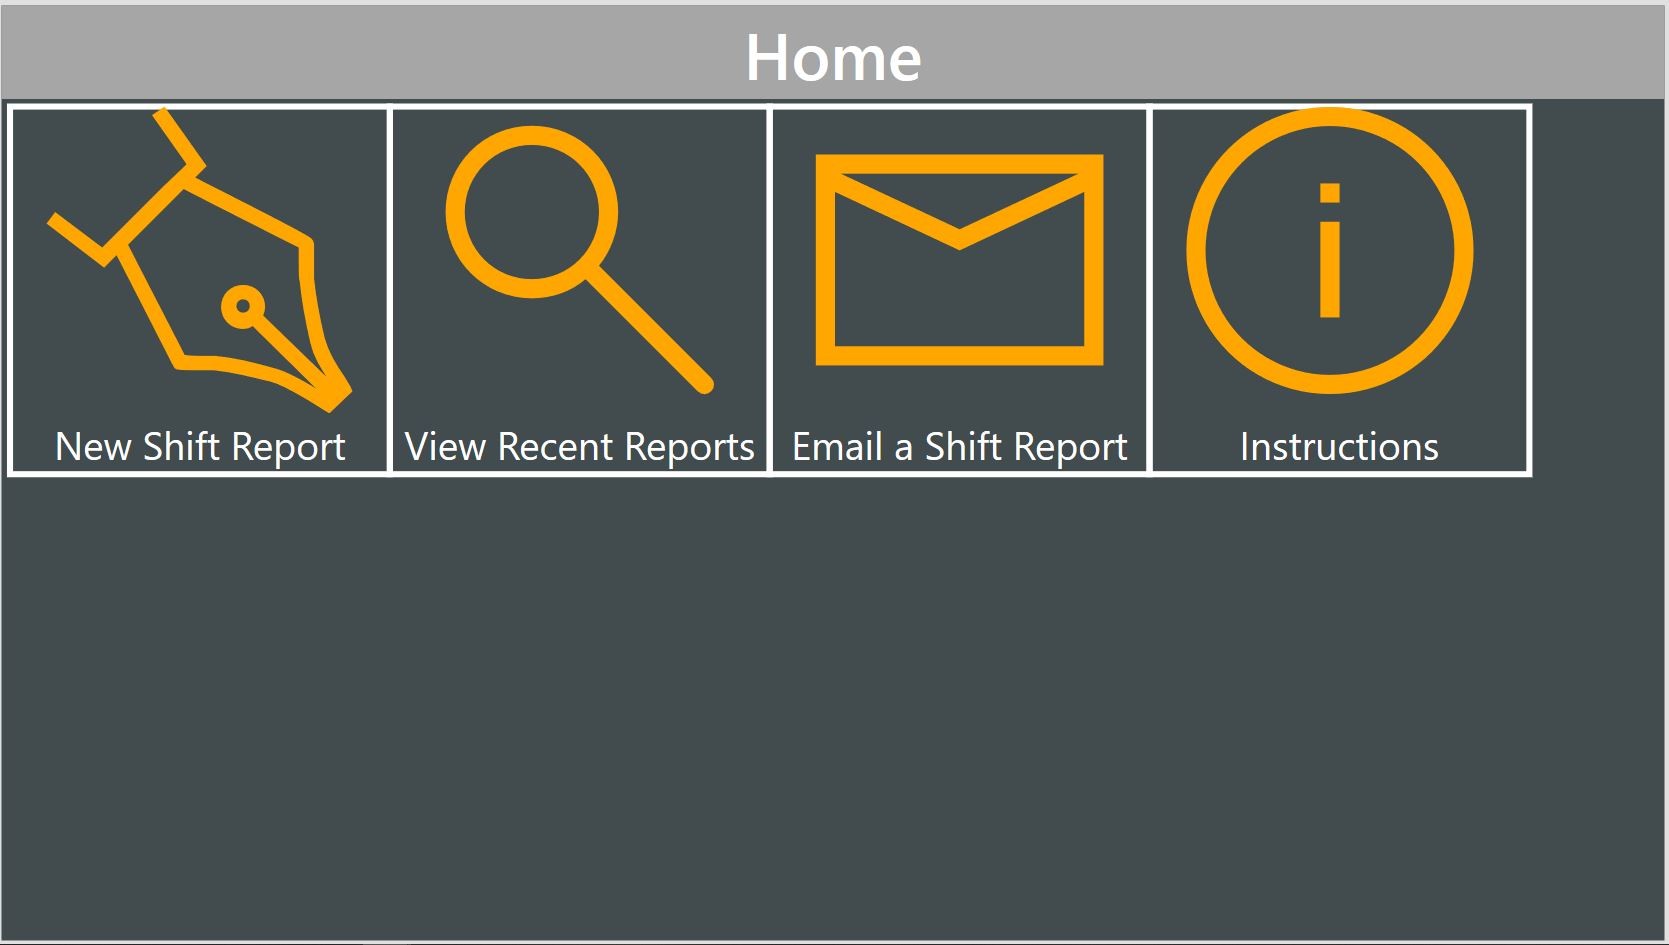 Home
New Shift Report
View Recent Reports
Email a Shift Report
Instructions